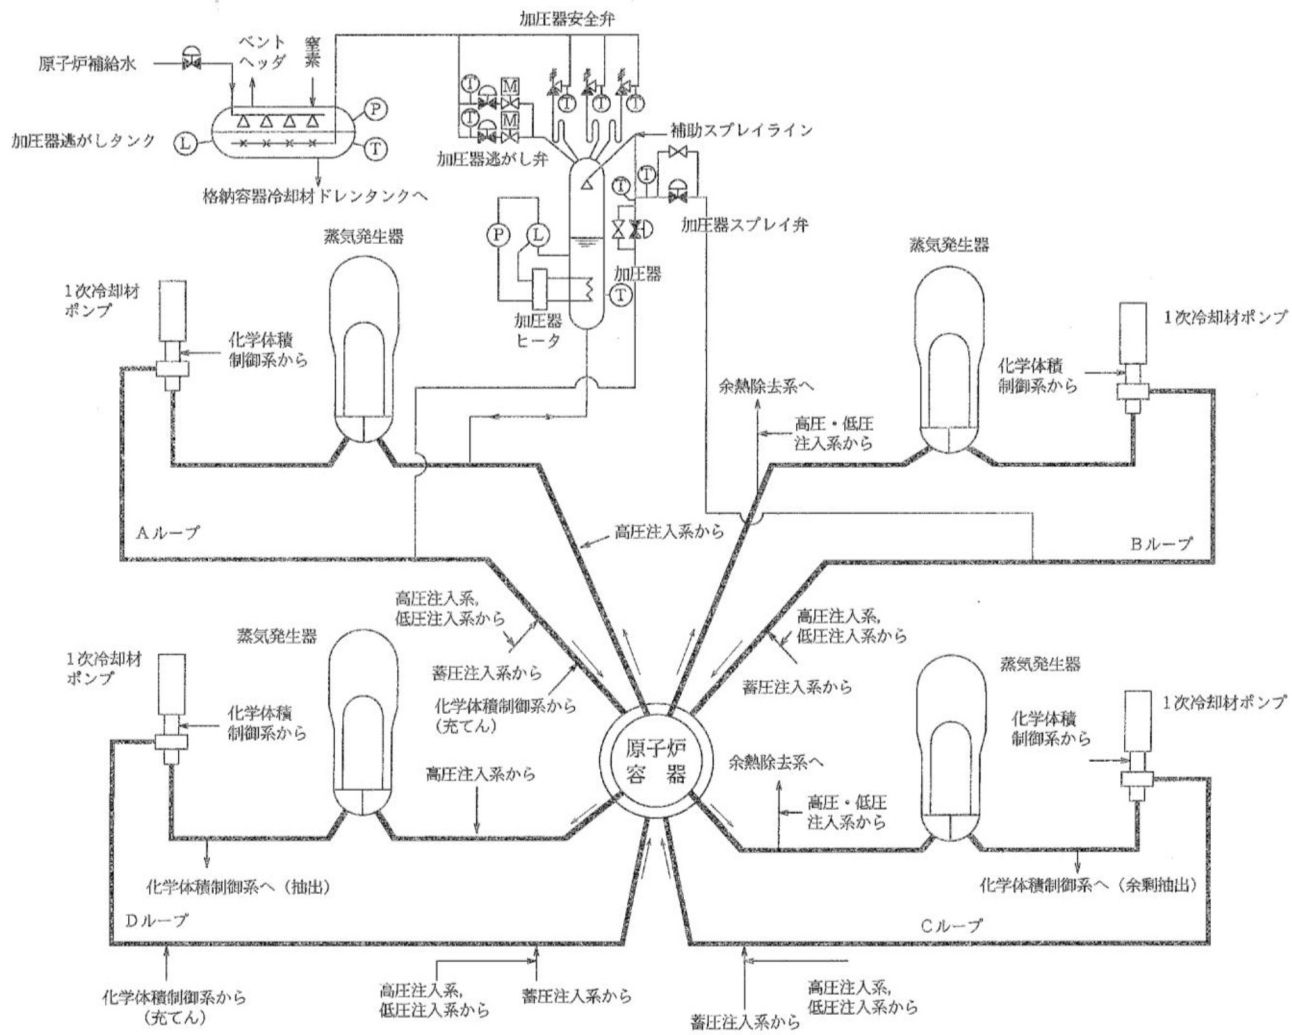 加圧器安全弁
ベント
ヘッダ
窒素
原子炉補給水
加圧器逃がしタンク
L
P
T
格納容器冷却材ドレンタンクへ
T
M
T
M
加圧器逃がし弁
T
T
T
補助スプレイライン
T
T
加圧器スプレイ弁
P
L
加圧器
T
加圧器
ヒータ
蒸気発生器
1次冷却材
ポンプ
化学体積
制御系から
Aループ
高圧注入系から
高圧注入系,
低圧注入系から
蓄圧注入系から
化学体積制御系から
(充てん)
蒸気発生器
1次冷却材ポンプ
化学体積
制御系から
余熱除去系へ
高圧・低圧
注入系から
Bループ
高圧注入系,
低圧注入系から
蓄圧注入系から
原子炉
容器
蒸気発生器
1次冷却材
ポンプ
化学体積
制御系から
高圧注入系から
化学体積制御系へ(抽出)
Dループ
化学体積制御系から
(充てん)
高圧注入系,
低圧注入系から
蓄圧注入系から
蒸気発生器
1次冷却材ポンプ
化学体積
制御系から
余熱除去系へ
高圧・低圧
注入系から
化学体積制御系へ(余剰抽出)
Cループ
高圧注入系,
低圧注入系から
蓄圧注入系から